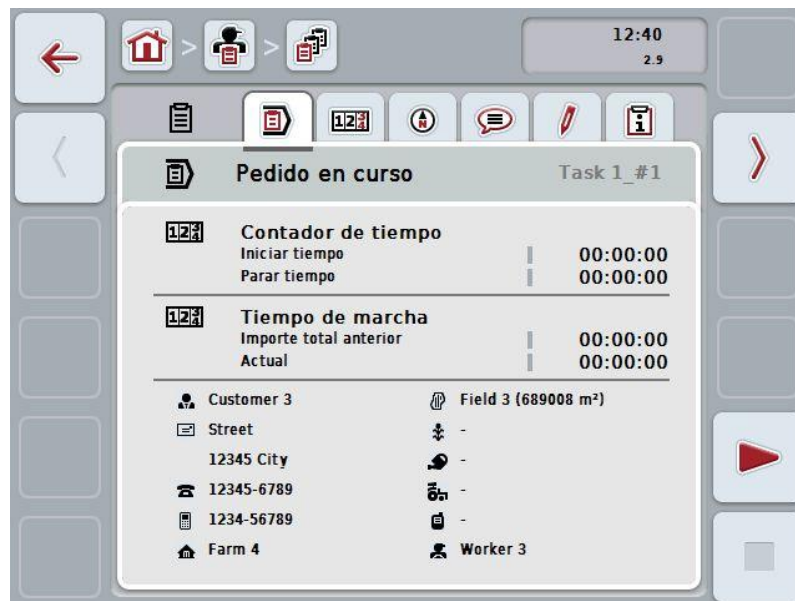 12:40
2.9
Pedido en curso Task 1_#1
Contador de tiempo
Iniciar tiempo 00:00:00
Parar tiempo 00:00:00
Tiempo de marcha
Importe total anterior 00:00:00
Actual 00:00:00
Customer 3 Field 3 (689008 m²)
Street -
12345 City -
12345-6789 -
1234-56789 -
Farm 4 Worker 3